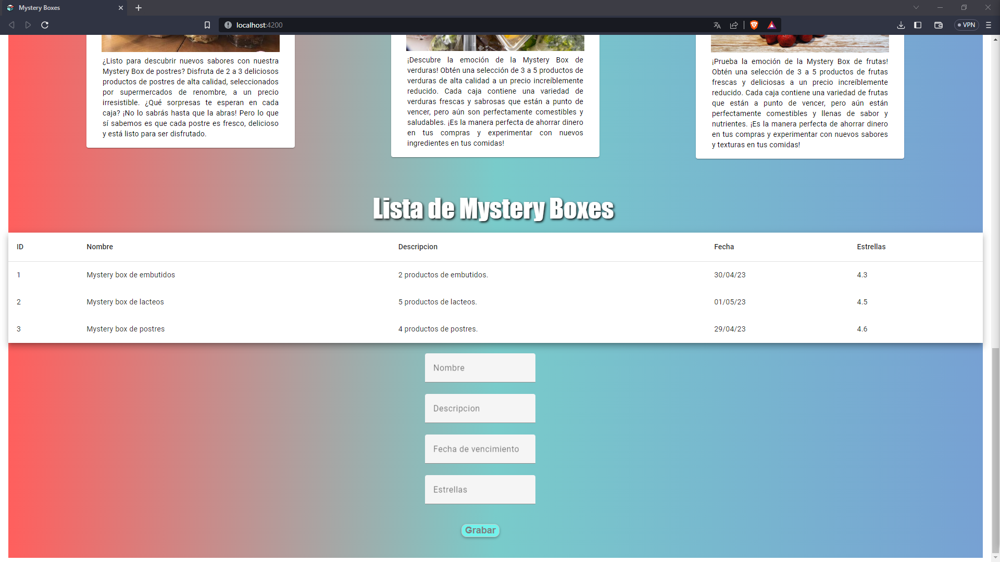 Mystery Boxes
localhost:4200
VPN
¿Listo para descubrir nuevos sabores con nuestra
Mystery Box de postres? Disfruta de 2 a 3 deliciosos
productos de postres de alta calidad, seleccionados
por supermercados de renombre, a un precio
irresistible. ¿Qué sorpresas te esperan en cada
caja? ¡No lo sabrás hasta que la abras! Pero lo que
sí sabemos es que cada postre es fresco, delicioso
y está listo para ser disfrutado.
¡Descubre la emoción de la Mystery Box de
verduras! Obtén una selección de 3 a 5 productos de
verduras de alta calidad a un precio increíblemente
reducido. Cada caja contiene una variedad de
verduras frescas y sabrosas que están a punto de
vencer, pero aún son perfectamente comestibles y
saludables. ¡Es la manera perfecta de ahorrar dinero
en tus compras y experimentar con nuevos
ingredientes en tus comidas!
¡Prueba la emoción de la Mystery Box de frutas!
Obtén una selección de 3 a 5 productos de frutas
frescas y deliciosas a un precio increíblemente
reducido. Cada caja contiene una variedad de frutas
que están a punto de vencer, pero aún están
perfectamente comestibles y llenas de sabor y
nutrientes. ¡Es la manera perfecta de ahorrar dinero
en tus compras y experimentar con nuevos sabores
y texturas en tus comidas!
Lista de Mystery Boxes
ID Nombre Descripcion Fecha Estrellas
1 Mystery box de embutidos 2 productos de embutidos. 30/04/23 4.3
2 Mystery box de lacteos 5 productos de lacteos. 01/05/23 4.5
3 Mystery box de postres 4 productos de postres. 29/04/23 4.6
Nombre
Descripcion
Fecha de vencimiento
Estrellas
Grabar